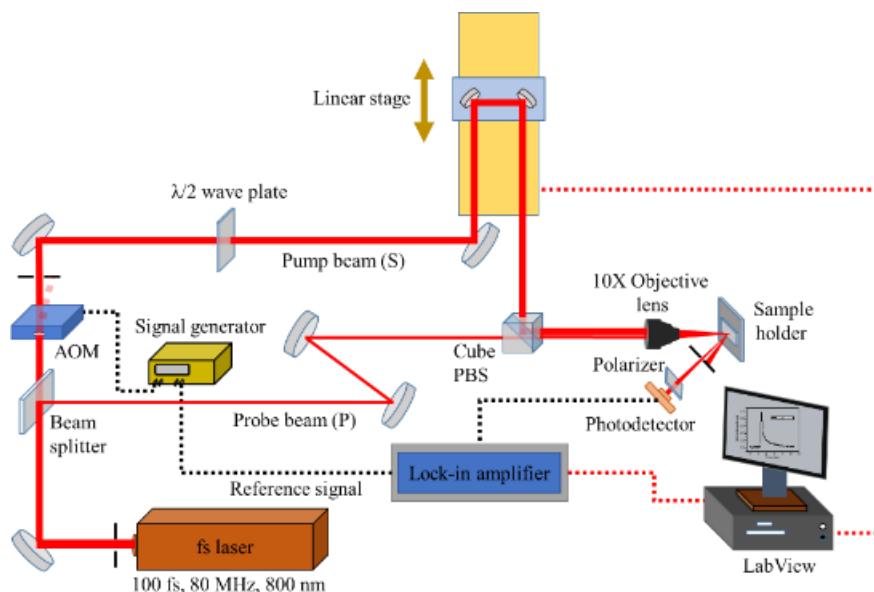 Linear stage
λ/2 wave plate
Pump beam (S)
10X Objective
lens
Sample
holder
Signal generator
AOM
Cube
PBS
Polarizer
Beam
splitter
Probe beam (P)
Photodetector
Reference signal
Lock-in amplifier
fs laser
LabView
100 fs, 80 MHz, 800 nm